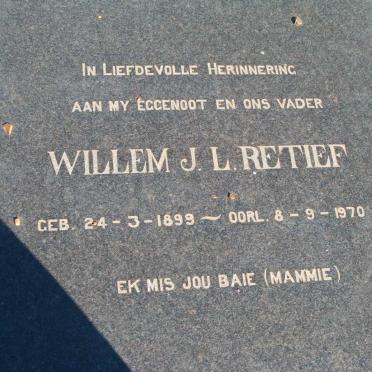 In Liefdevolle Herinnering
aan my eggenoot en ons vader
WILLEM J. L. RETIEF
GEB. 24-3-1899 ~ OORL. 8-9-1970
EK MIS JOU BAIE (MAMMIE)